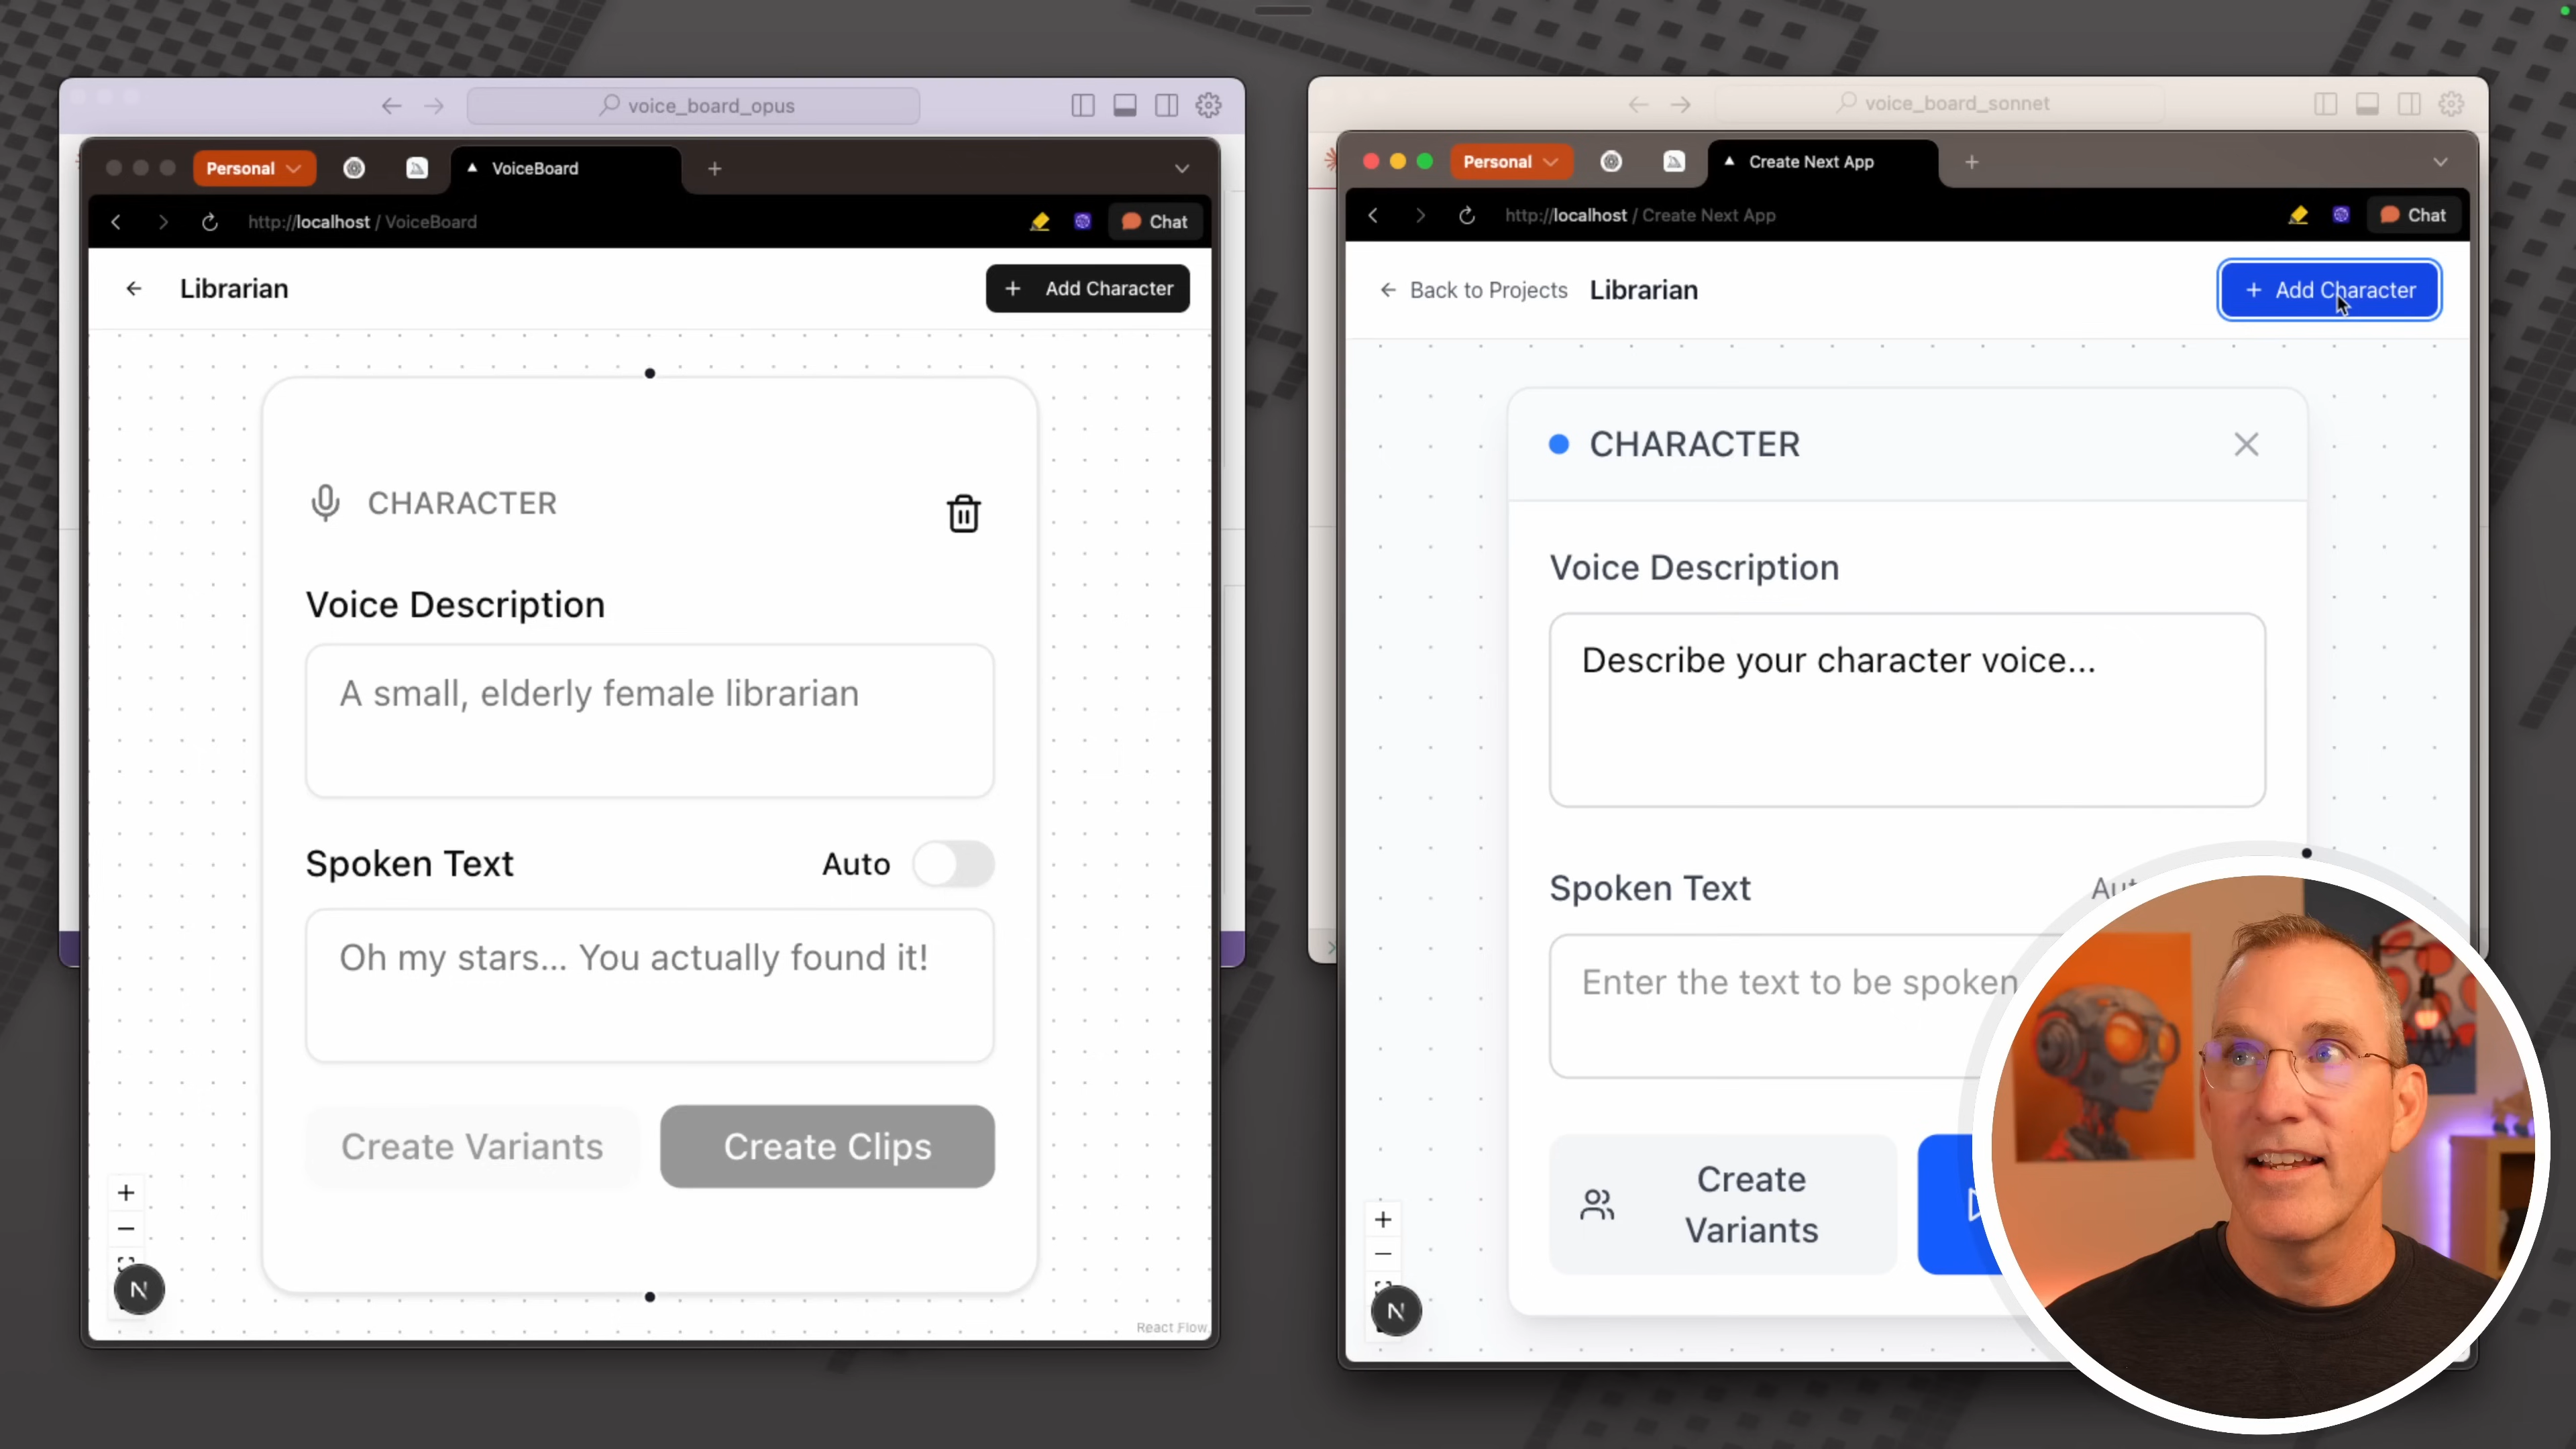 voice_board_opus
Personal
VoiceBoard
http://localhost / VoiceBoard
Chat
Librarian
+ Add Character
CHARACTER
Voice Description
A small, elderly female librarian
Spoken Text
Auto
Oh my stars... You actually found it!
Create Variants
Create Clips
N
React Flow
voice_board_sonnet
Personal
Create Next App
http://localhost / Create Next App
Chat
Back to Projects
Librarian
+ Add Character
CHARACTER
Voice Description
Describe your character voice...
Spoken Text
Enter the text to be spoken
Create
Variants
N